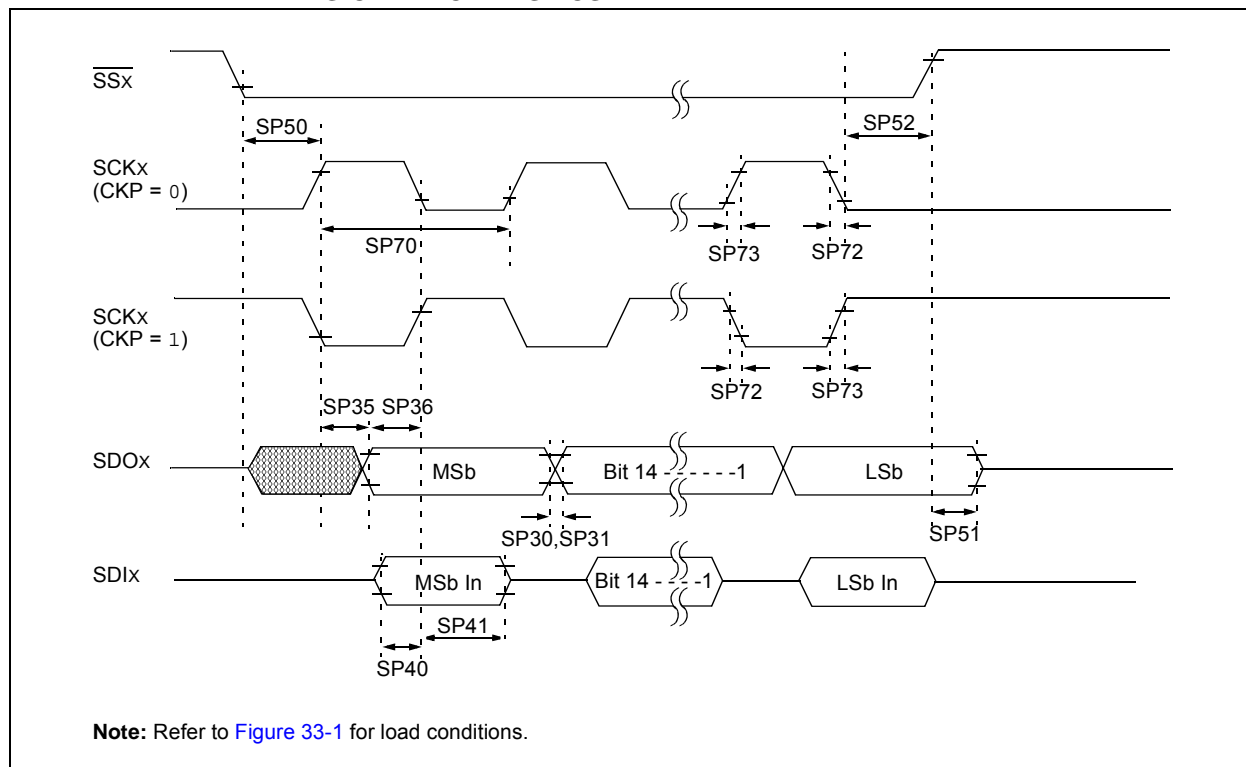 SSx
SP50
SP52
SCKx
(CKP = 0)
SP70
SP73
SP72
SCKx
(CKP = 1)
SP72
SP73
SP35
SP36
SDOx
MSb
Bit 14 - - - - - -1
LSb
SP30,SP31
SP51
SDIx
MSb In
Bit 14 - - - -1
LSb In
SP41
SP40
Note: Refer to Figure 33-1 for load conditions.